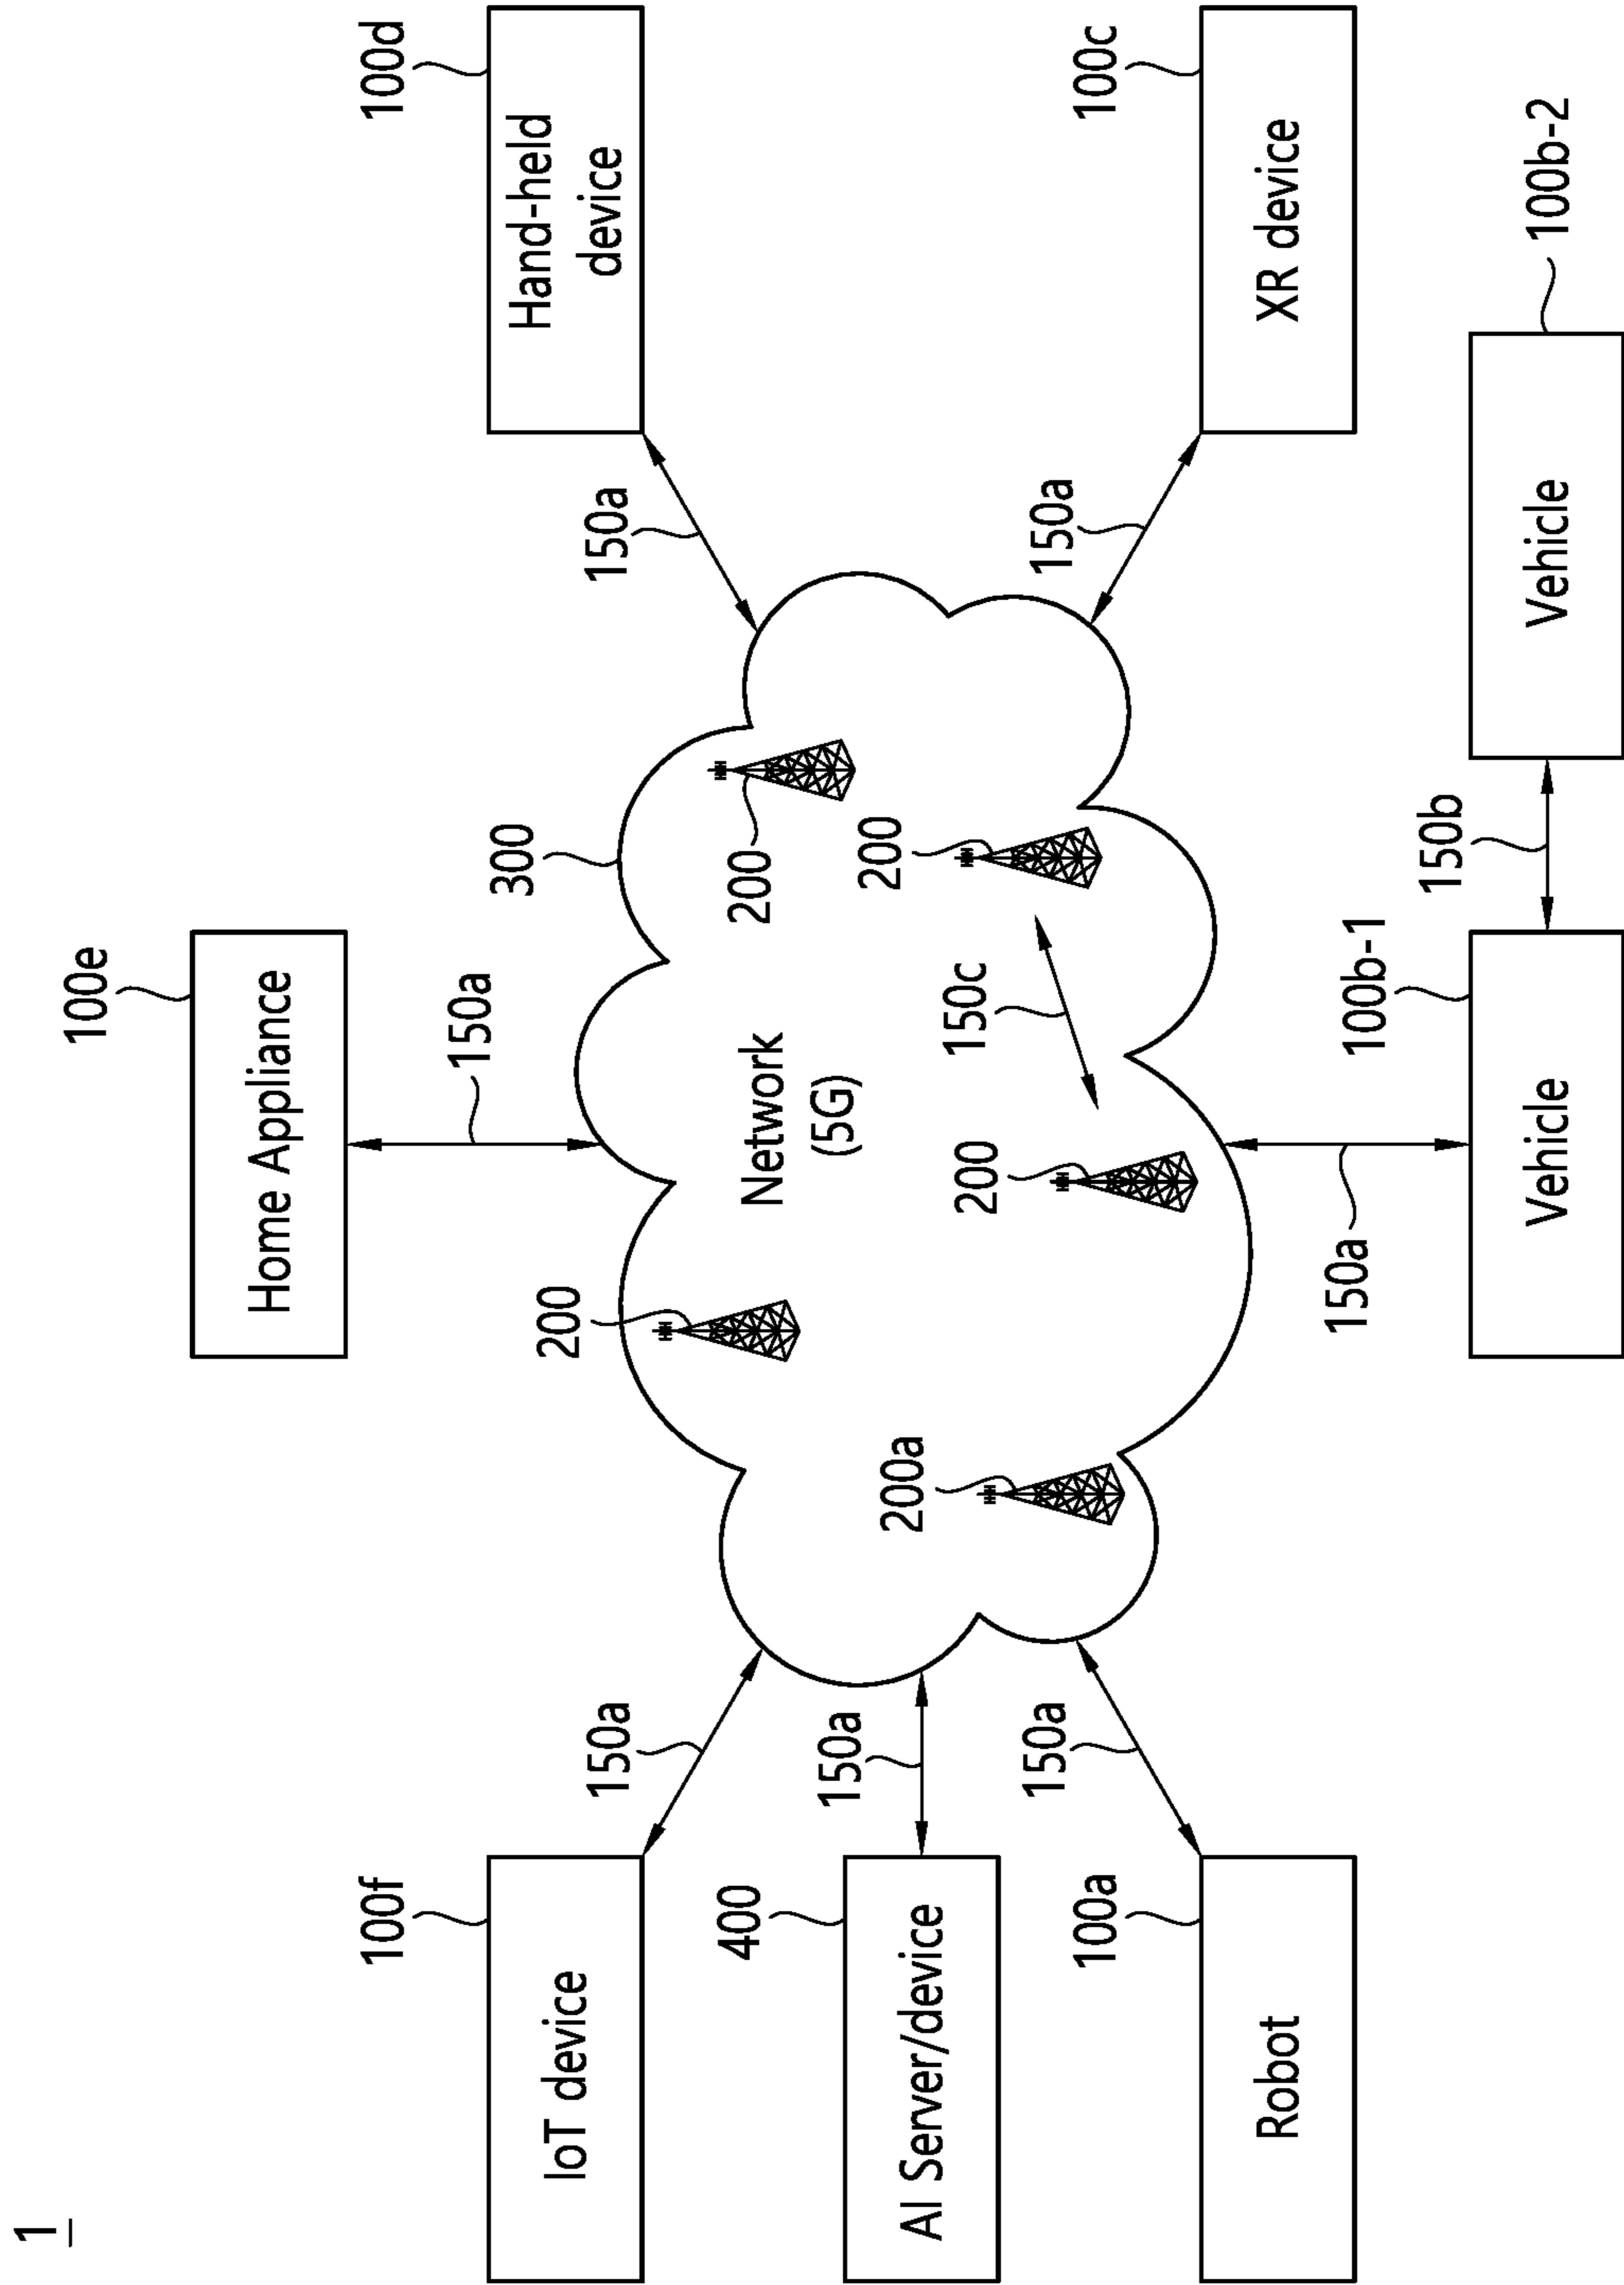 1
100e
Home Appliance
100f
100d
150a
300
IoT device
Hand-held
device
200
150a
150a
400
200
Network
(5G)
150a
200a
200
AI Server/device
200
150c
150a
150a
100a
100c
Robot
XR device
150a
100b-1
150b
Vehicle
Vehicle
100b-2